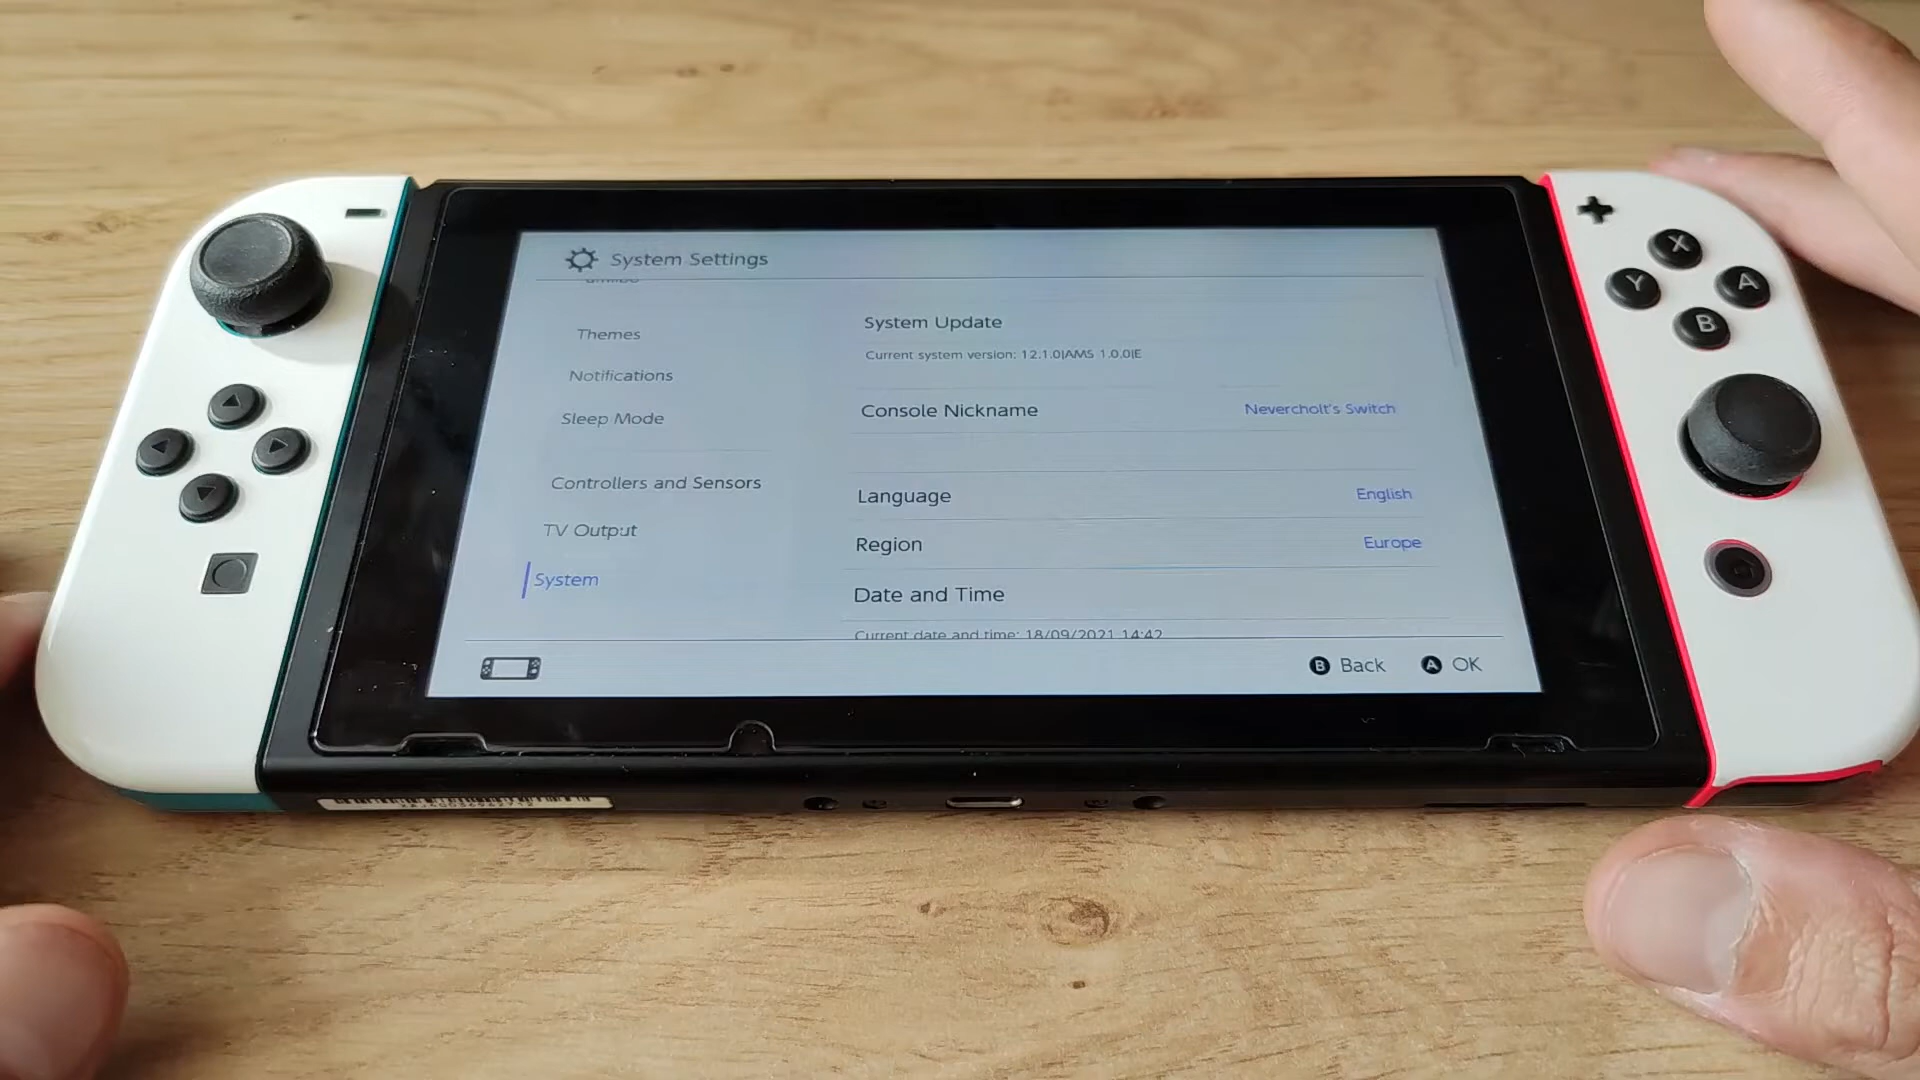 System Settings
Themes
Notifications
Sleep Mode
Controllers and Sensors
TV Output
System
System Update
Current system version: 12.1.0|AMS 1.0.0|E
Console Nickname Nevercholt's Switch
Language English
Region Europe
Date and Time
Current date and time: 18/09/2021 14:42
B Back A OK
X
Y
A
B